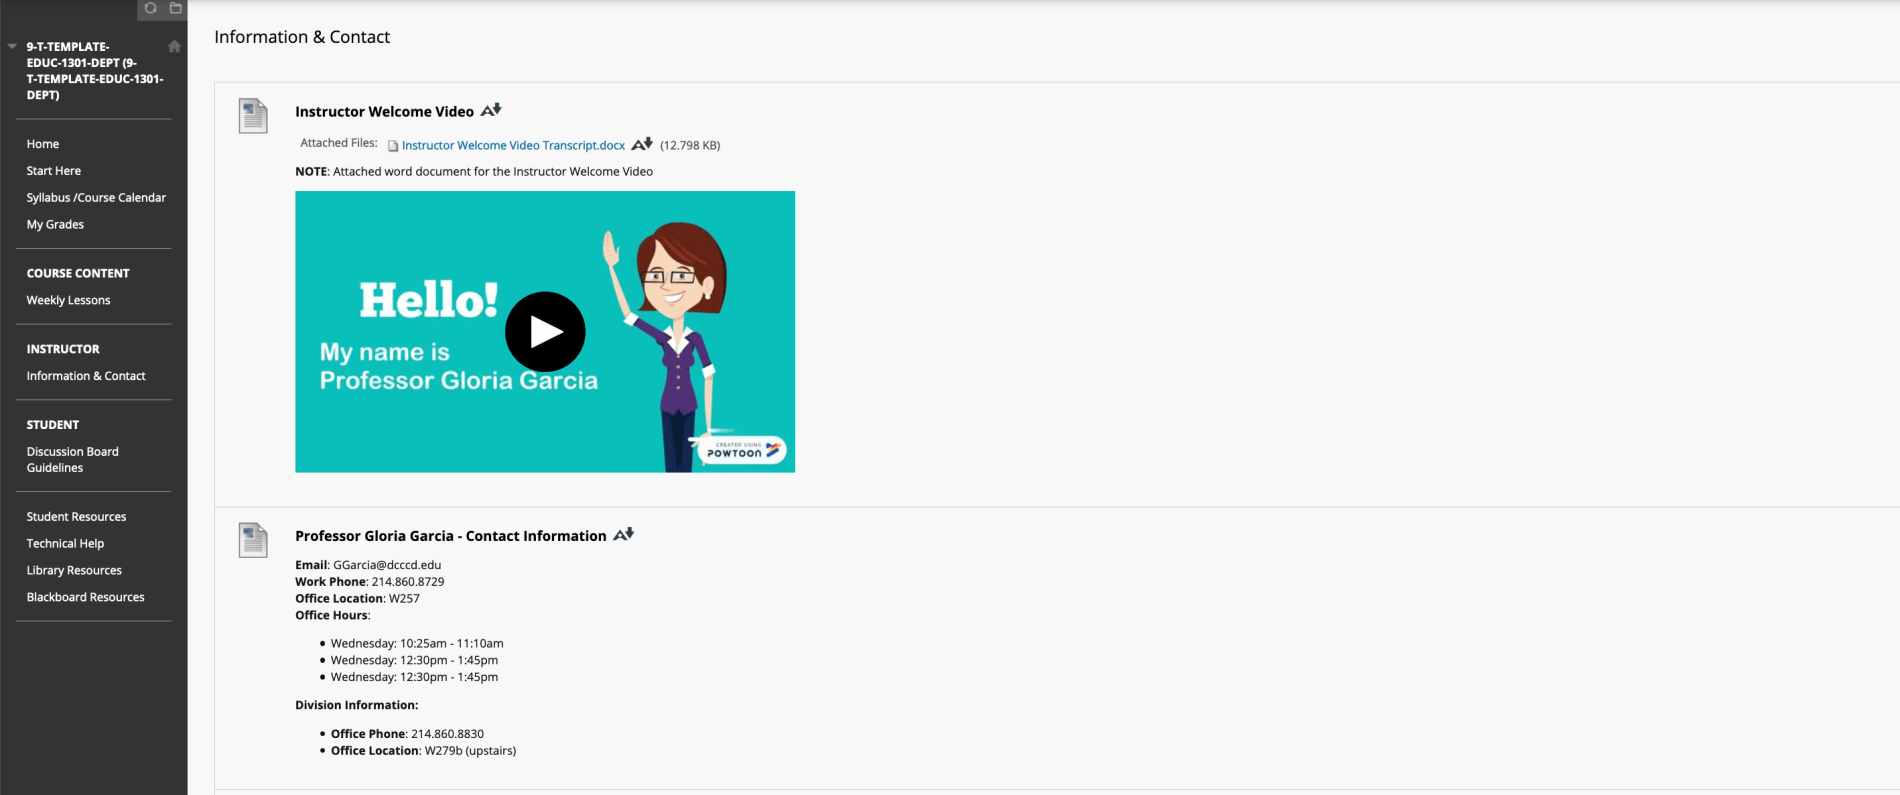 9-T-TEMPLATE-
EDUC-1301-DEPT (9-
T-TEMPLATE-EDUC-1301-
DEPT)
Home
Start Here
Syllabus /Course Calendar
My Grades
COURSE CONTENT
Weekly Lessons
INSTRUCTOR
Information & Contact
STUDENT
Discussion Board
Guidelines
Student Resources
Technical Help
Library Resources
Blackboard Resources
Information & Contact
Instructor Welcome Video
Attached Files: Instructor Welcome Video Transcript.docx (12.798 KB)
NOTE: Attached word document for the Instructor Welcome Video
Hello!
My name is
Professor Gloria Garcia
CREATED USING
POWTOON
Professor Gloria Garcia - Contact Information
Email: GGarcia@dcccd.edu
Work Phone: 214.860.8729
Office Location: W257
Office Hours:
• Wednesday: 10:25am - 11:10am
• Wednesday: 12:30pm - 1:45pm
• Wednesday: 12:30pm - 1:45pm
Division Information:
• Office Phone: 214.860.8830
• Office Location: W279b (upstairs)